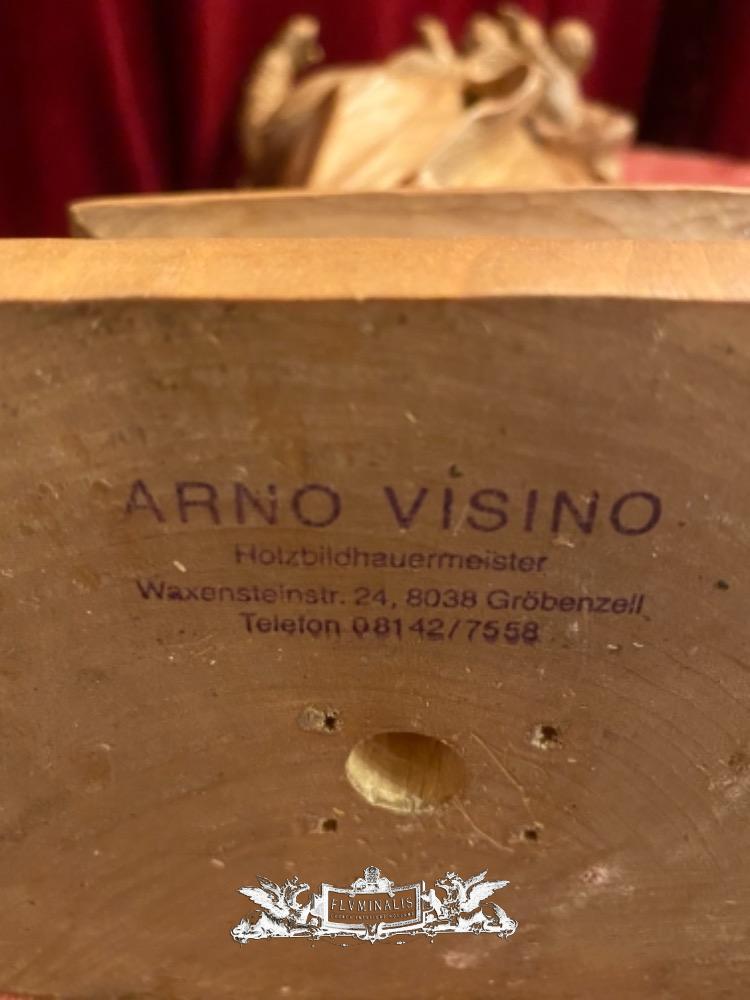 ARNO VISINO
Holzbildhauermeister
Waxensteinstr. 24, 8038 Gröbenzell
Telefon 08142/7558
FLVMINALIS